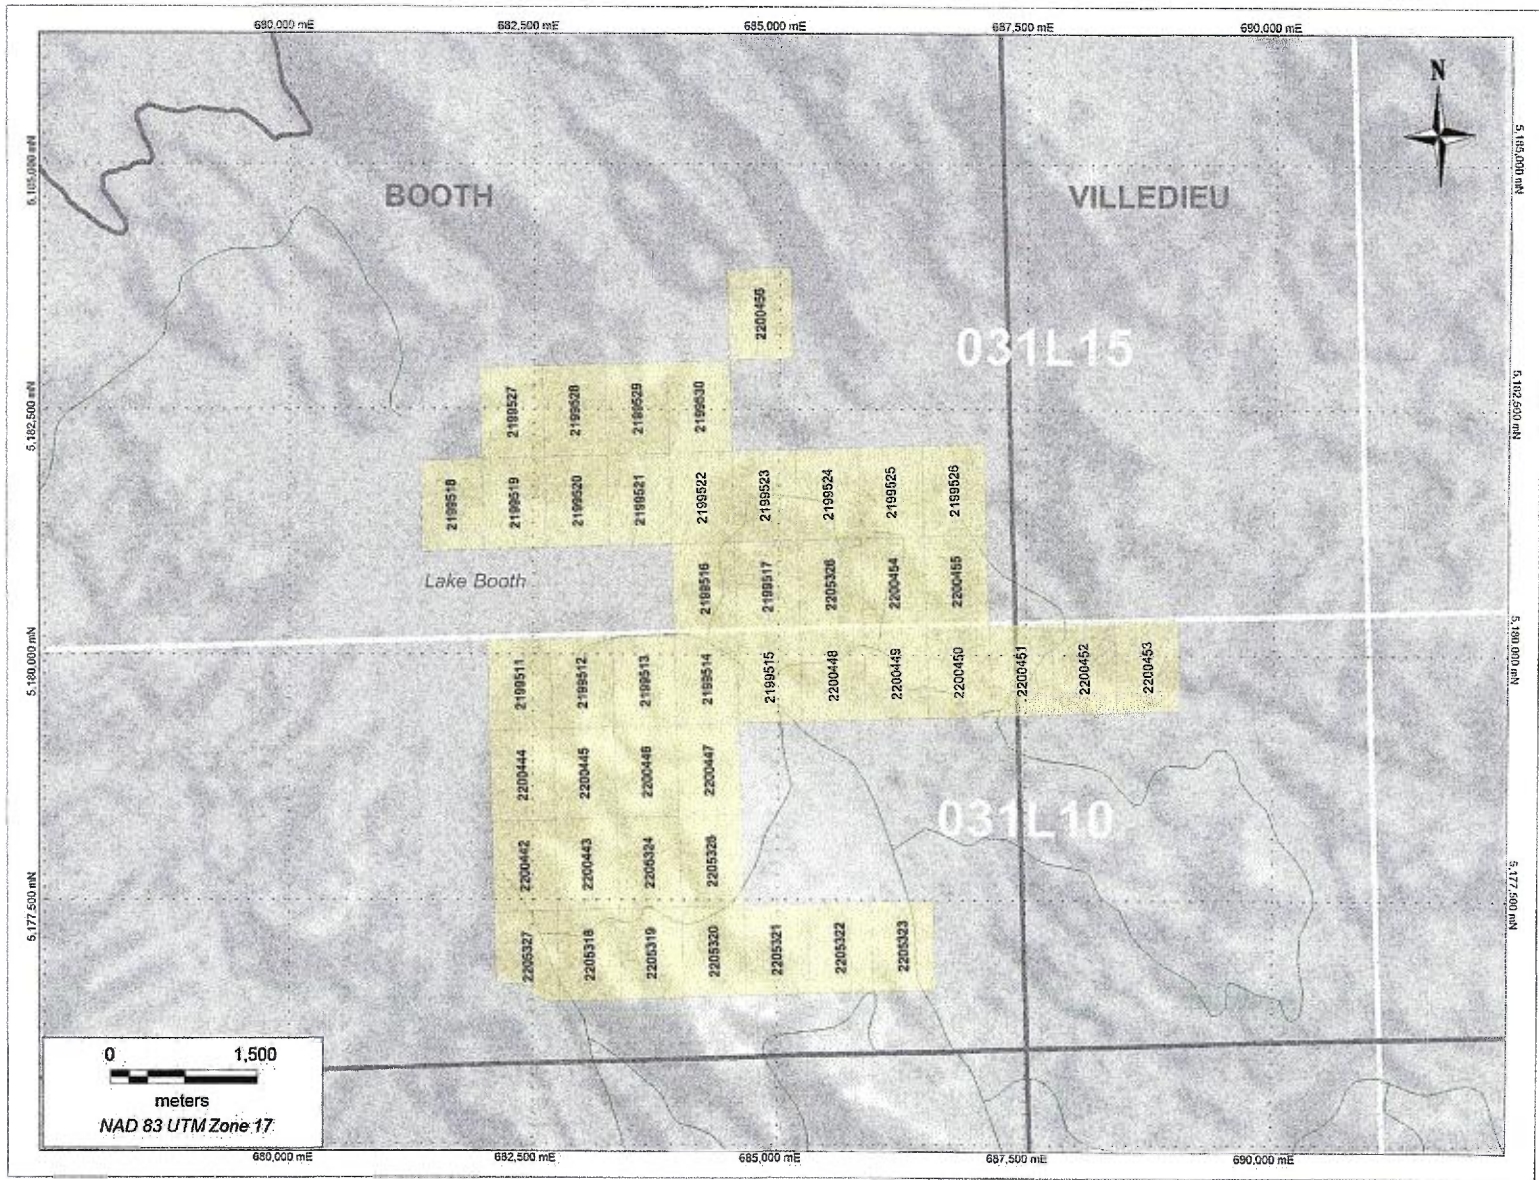 680,000 mE
682,500 mE
685,000 mE
687,500 mE
690,000 mE
N
5,185,000 mN
5,185,000 mN
BOOTH
VILLEDIEU
2200456
031L15
5,182,500 mN
5,182,500 mN
2199527
2199528
2199529
2199530
2199518
2199519
2199520
2199521
2199522
2199523
2199524
2199525
2199526
Lake Booth
2199516
2199517
2205326
2200454
2200455
5,180,000 mN
5,180,000 mN
2199511
2199512
2199513
2199514
2199515
2200448
2200449
2200450
2200451
2200452
2200453
2200444
2200445
2200446
2200447
031L10
2200442
2200443
2205324
2205325
5,177,500 mN
5,177,500 mN
2205327
2205318
2205319
2205320
2205321
2205322
2205323
0
1,500
meters
NAD 83 UTM Zone 17
680,000 mE
682,500 mE
685,000 mE
687,500 mE
690,000 mE